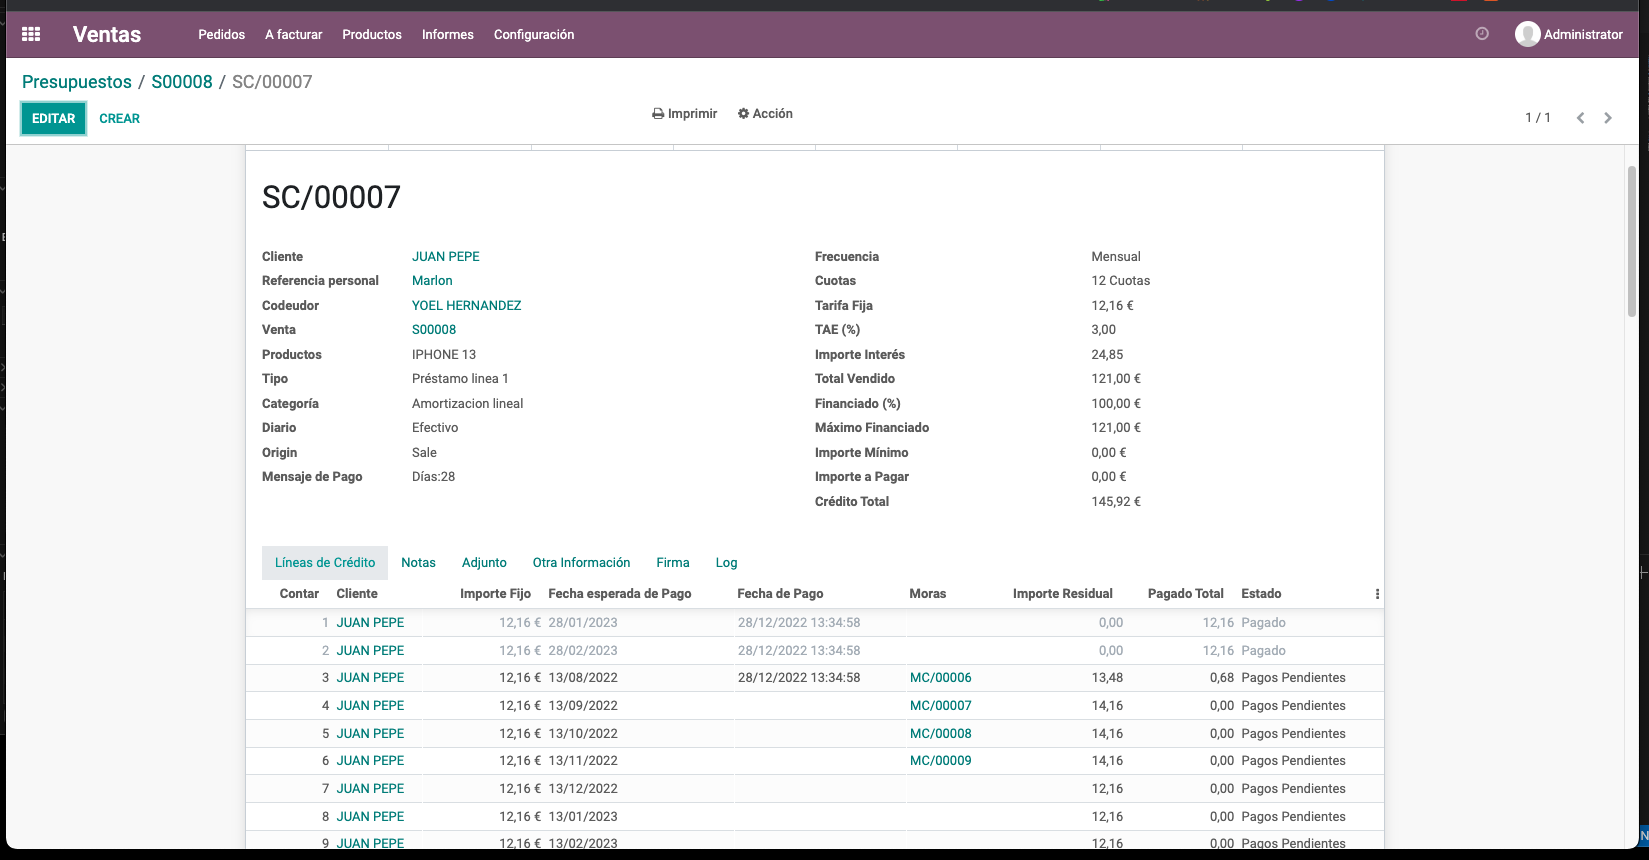 Ventas Pedidos A facturar Productos Informes Configuración Administrator
Presupuestos / S00008 / SC/00007
EDITAR CREAR Imprimir Acción 1 / 1
SC/00007
Cliente JUAN PEPE Frecuencia Mensual
Referencia personal Marlon Cuotas 12 Cuotas
Codeudor YOEL HERNANDEZ Tarifa Fija 12,16 €
Venta S00008 TAE (%) 3,00
Productos IPHONE 13 Importe Interés 24,85
Tipo Préstamo linea 1 Total Vendido 121,00 €
Categoría Amortizacion lineal Financiado (%) 100,00 €
Diario Efectivo Máximo Financiado 121,00 €
Origin Sale Importe Mínimo 0,00 €
Mensaje de Pago Días:28 Importe a Pagar 0,00 €
Crédito Total 145,92 €
Líneas de Crédito Notas Adjunto Otra Información Firma Log
Contar Cliente Importe Fijo Fecha esperada de Pago Fecha de Pago Moras Importe Residual Pagado Total Estado
1 JUAN PEPE 12,16 € 28/01/2023 28/12/2022 13:34:58 0,00 12,16 Pagado
2 JUAN PEPE 12,16 € 28/02/2023 28/12/2022 13:34:58 0,00 12,16 Pagado
3 JUAN PEPE 12,16 € 13/08/2022 28/12/2022 13:34:58 MC/00006 13,48 0,68 Pagos Pendientes
4 JUAN PEPE 12,16 € 13/09/2022 MC/00007 14,16 0,00 Pagos Pendientes
5 JUAN PEPE 12,16 € 13/10/2022 MC/00008 14,16 0,00 Pagos Pendientes
6 JUAN PEPE 12,16 € 13/11/2022 MC/00009 14,16 0,00 Pagos Pendientes
7 JUAN PEPE 12,16 € 13/12/2022 12,16 0,00 Pagos Pendientes
8 JUAN PEPE 12,16 € 13/01/2023 12,16 0,00 Pagos Pendientes
9 JUAN PEPE 12,16 € 13/02/2023 12,16 0,00 Pagos Pendientes